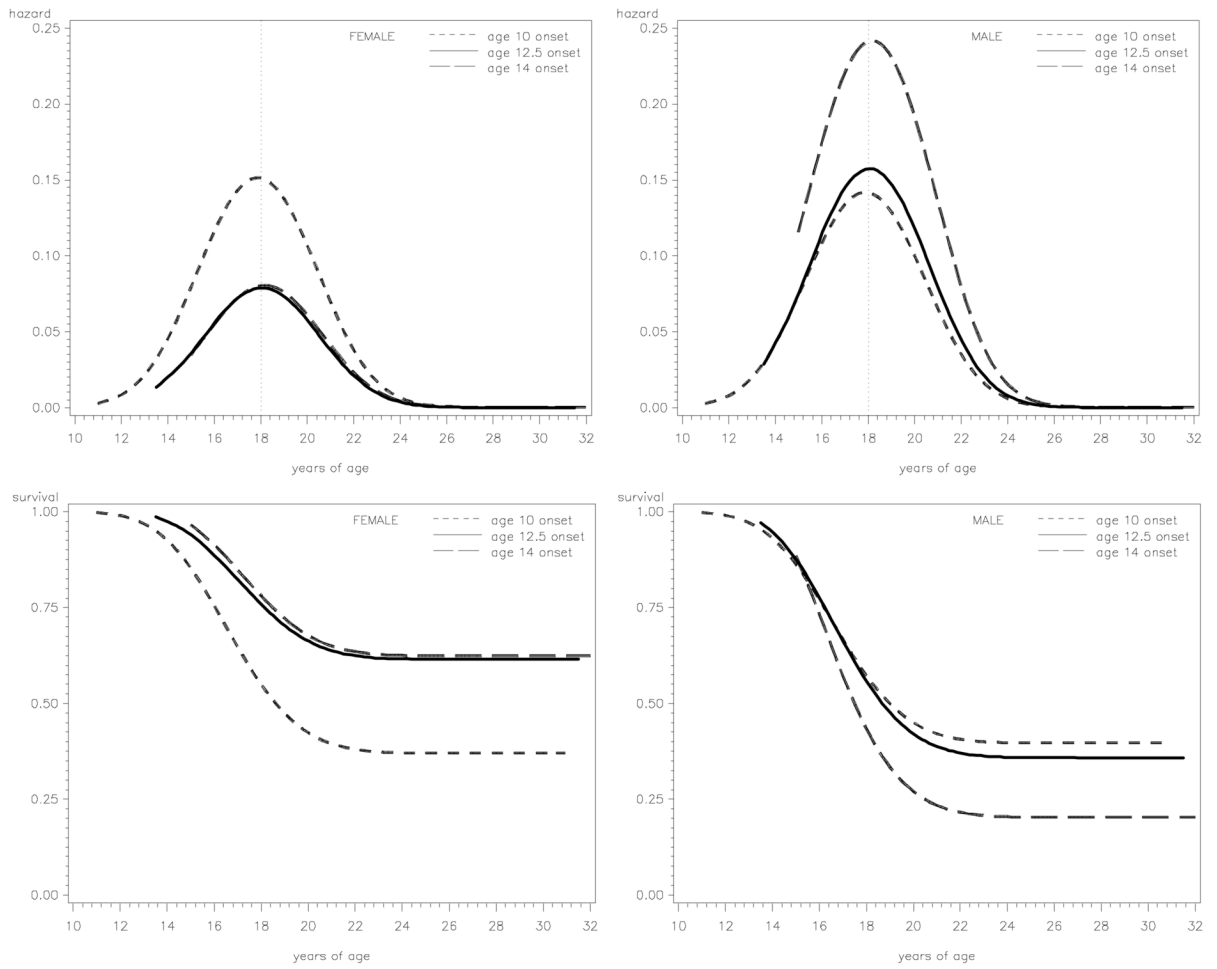 hazard
FEMALE
age 10 onset
age 12.5 onset
age 14 onset
0.25
0.20
0.15
0.10
0.05
0.00
10 12 14 16 18 20 22 24 26 28 30 32
years of age
hazard
MALE
age 10 onset
age 12.5 onset
age 14 onset
0.25
0.20
0.15
0.10
0.05
0.00
10 12 14 16 18 20 22 24 26 28 30 32
years of age
survival
FEMALE
age 10 onset
age 12.5 onset
age 14 onset
1.00
0.75
0.50
0.25
0.00
10 12 14 16 18 20 22 24 26 28 30 32
years of age
survival
MALE
age 10 onset
age 12.5 onset
age 14 onset
1.00
0.75
0.50
0.25
0.00
10 12 14 16 18 20 22 24 26 28 30 32
years of age